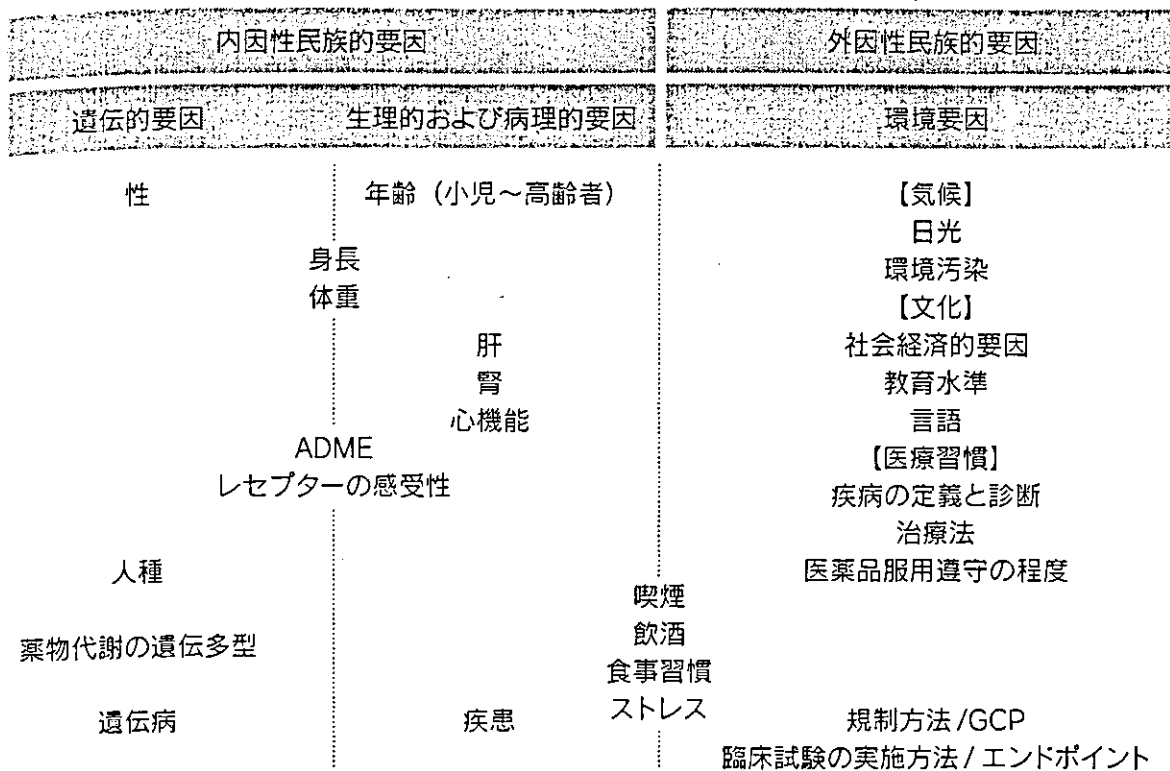 内因性民族的要因 外因性民族的要因
遺伝的要因 生理的および病理的要因 環境要因
性 年齢（小児～高齢者） 【気候】
日光
身長 環境汚染
体重 【文化】
肝 社会経済的要因
腎 教育水準
心機能 言語
ADME 【医療習慣】
レセプターの感受性 疾病の定義と診断
治療法
人種 医薬品服用遵守の程度
喫煙
薬物代謝の遺伝多型 飲酒
食事習慣
遺伝病 疾患 ストレス 規制方法/GCP
臨床試験の実施方法/エンドポイント